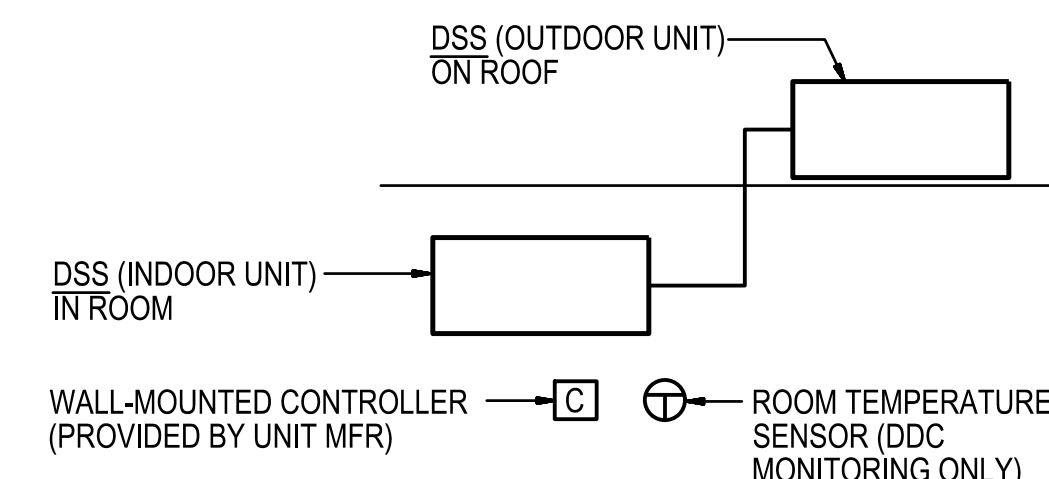 DSS (OUTDOOR UNIT)
ON ROOF
DSS (INDOOR UNIT)
IN ROOM
WALL-MOUNTED CONTROLLER
(PROVIDED BY UNIT MFR)
C
T
ROOM TEMPERATURE
SENSOR (DDC
MONITORING ONLY)